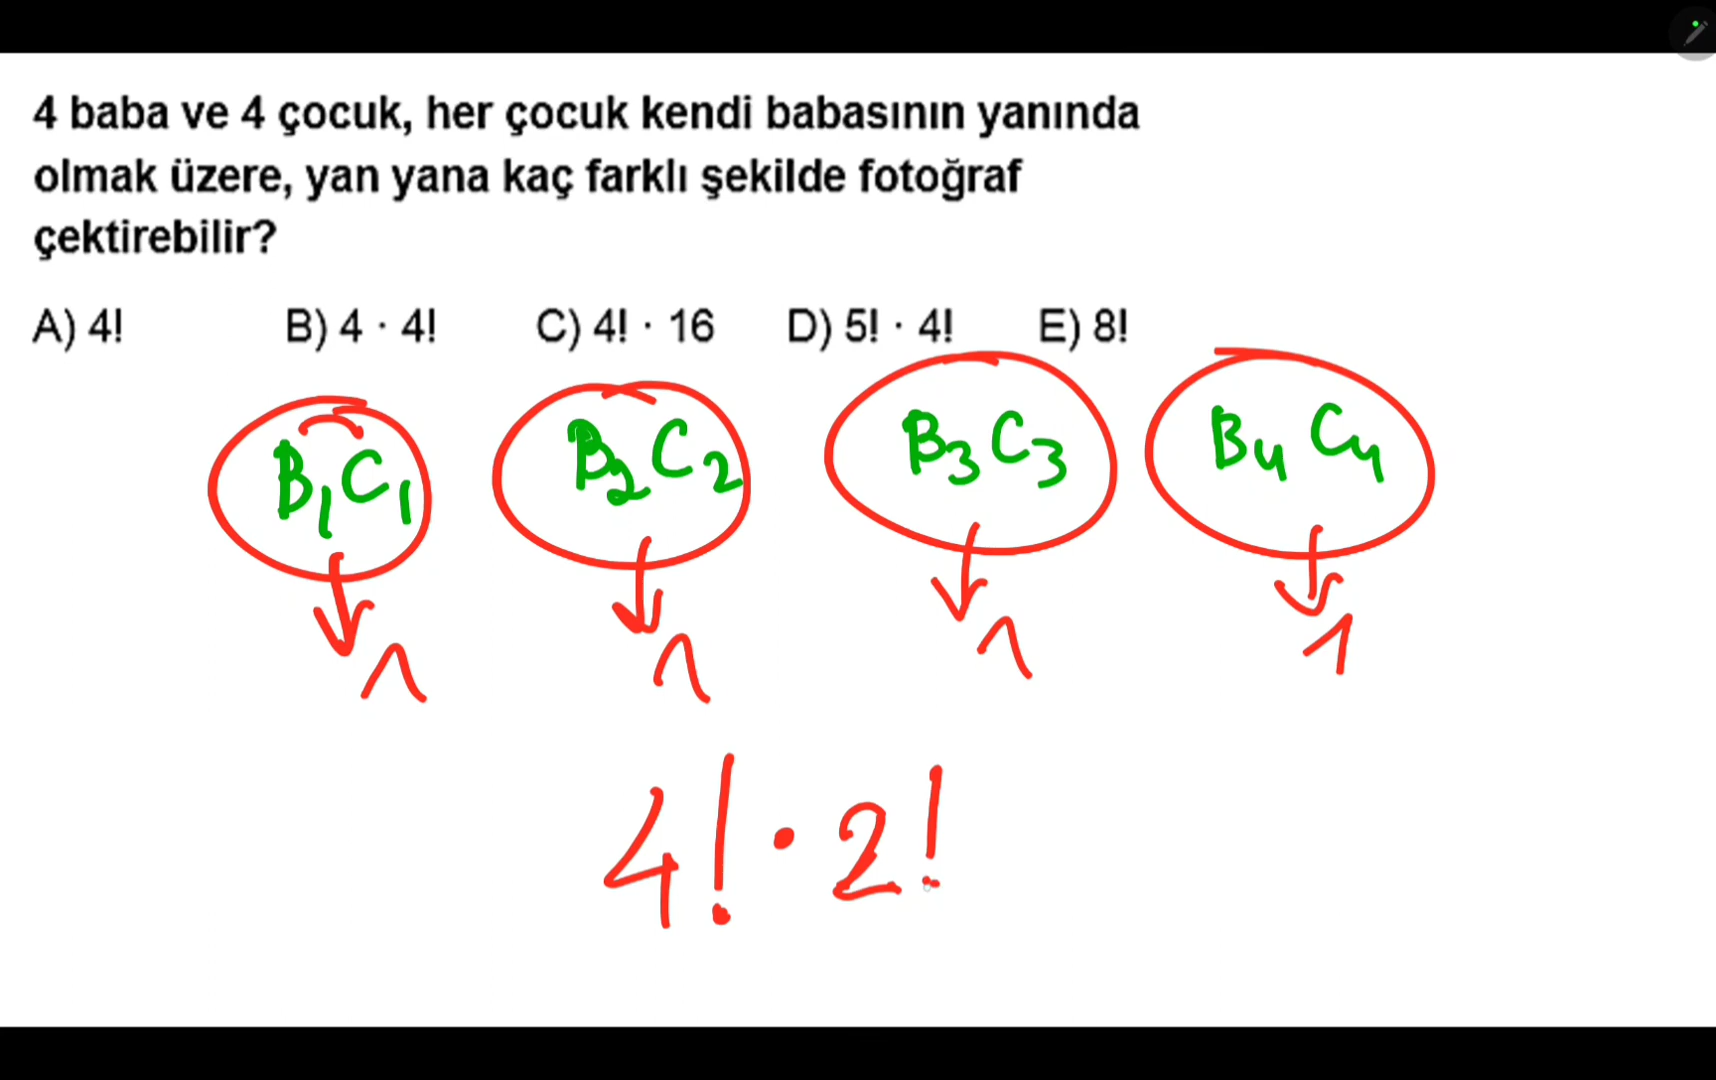 4 baba ve 4 çocuk, her çocuk kendi babasının yanında
olmak üzere, yan yana kaç farklı şekilde fotoğraf
çektirebilir?
A) 4! B) 4 · 4! C) 4! · 16 D) 5! · 4! E) 8!
B1C1 B2C2 B3C3 B4C4
1 1 1 1
4! · 2!